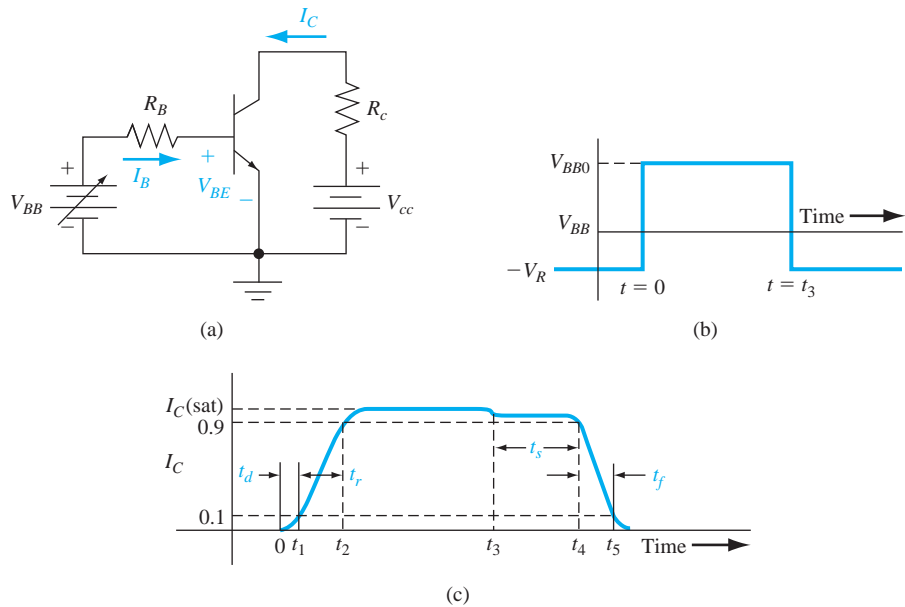 I_C
R_B
R_c
+
I_B
+
V_BE
−
+
V_BB
−
+
V_cc
−
(a)
V_BB0
V_BB
Time
−V_R
t = 0
t = t_3
(b)
I_C(sat)
0.9
I_C
t_d
t_r
t_s
t_f
0.1
0 t_1 t_2 t_3 t_4 t_5 Time
(c)